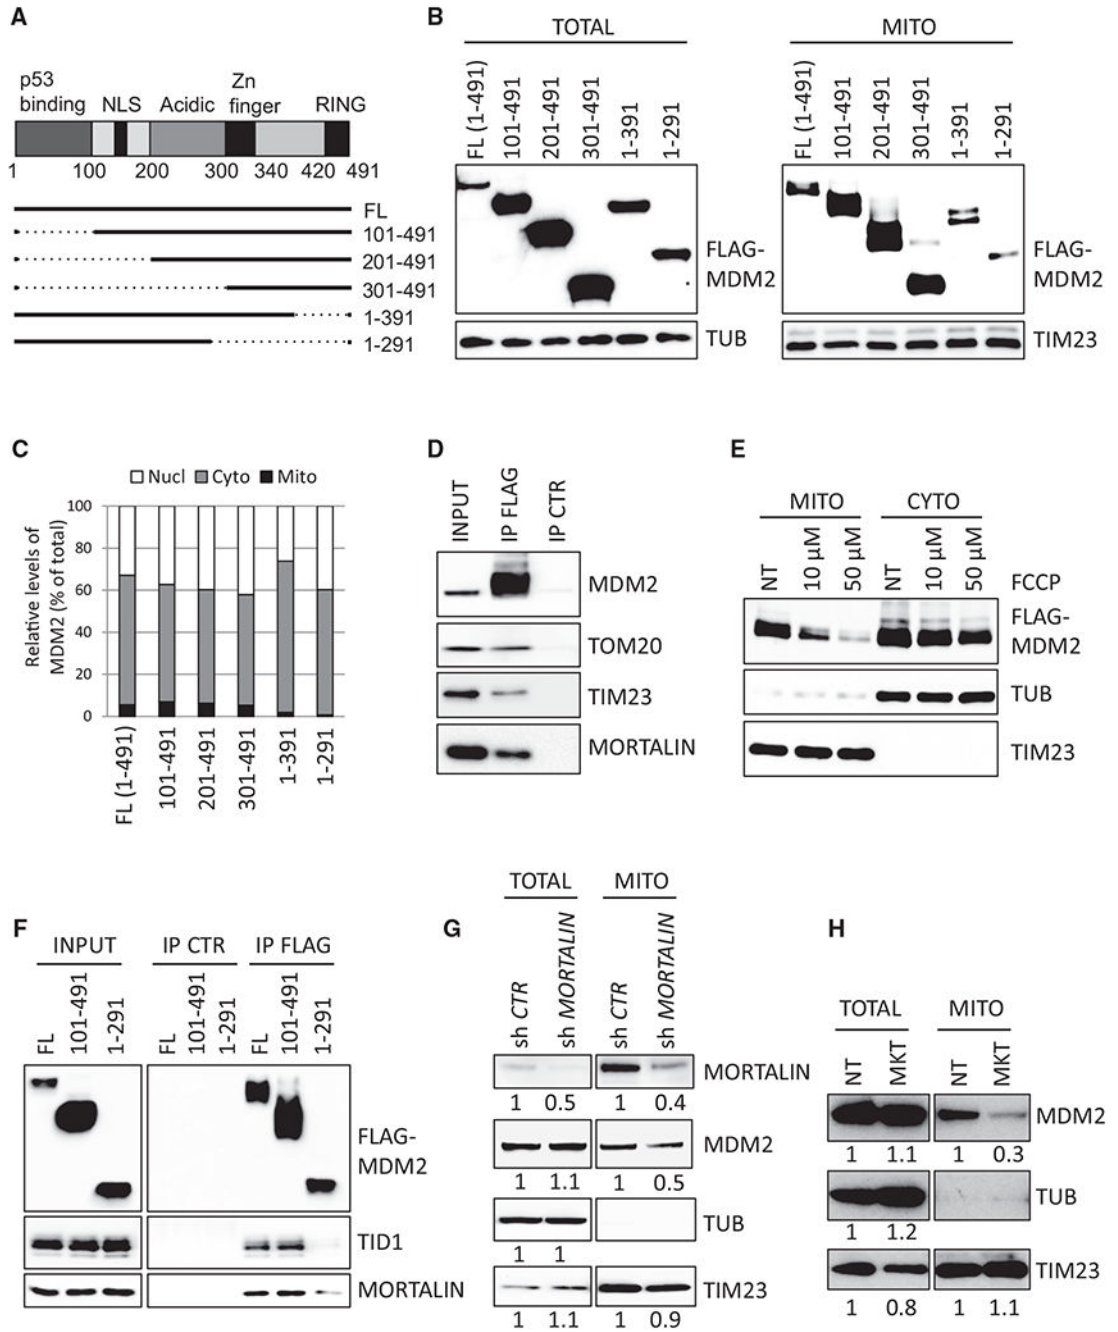 A
p53 binding
NLS
Acidic
Zn finger
RING
1 100 200 300 340 420 491
FL
101-491
201-491
301-491
1-391
1-291
B
TOTAL
MITO
FL (1-491)
101-491
201-491
301-491
1-391
1-291
FL (1-491)
101-491
201-491
301-491
1-391
1-291
FLAG-
MDM2
FLAG-
MDM2
TUB
TIM23
C
Nucl Cyto Mito
Relative levels of
MDM2 (% of total)
100
80
60
40
20
0
FL (1-491)
101-491
201-491
301-491
1-391
1-291
D
INPUT
IP FLAG
IP CTR
MDM2
TOM20
TIM23
MORTALIN
E
MITO CYTO
NT
10 µM
50 µM
NT
10 µM
50 µM
FCCP
FLAG-
MDM2
TUB
TIM23
F
INPUT IP CTR IP FLAG
FL
101-491
1-291
FL
101-491
1-291
FL
101-491
1-291
FLAG-
MDM2
TID1
MORTALIN
G
TOTAL MITO
sh CTR
sh MORTALIN
sh CTR
sh MORTALIN
MORTALIN
1 0.5 1 0.4
MDM2
1 1.1 1 0.5
TUB
1 1
TIM23
1 1.1 1 0.9
H
TOTAL MITO
NT
MKT
NT
MKT
MDM2
1 1.1 1 0.3
TUB
1 1.2
TIM23
1 0.8 1 1.1